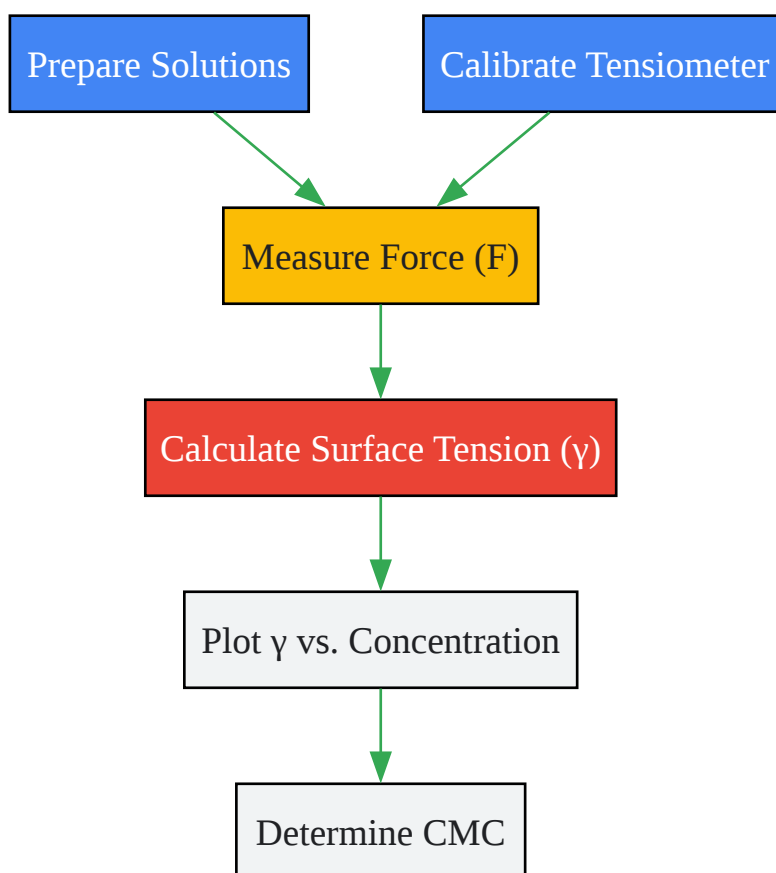 Prepare Solutions
Calibrate Tensiometer
Measure Force (F)
Calculate Surface Tension (γ)
Plot γ vs. Concentration
Determine CMC